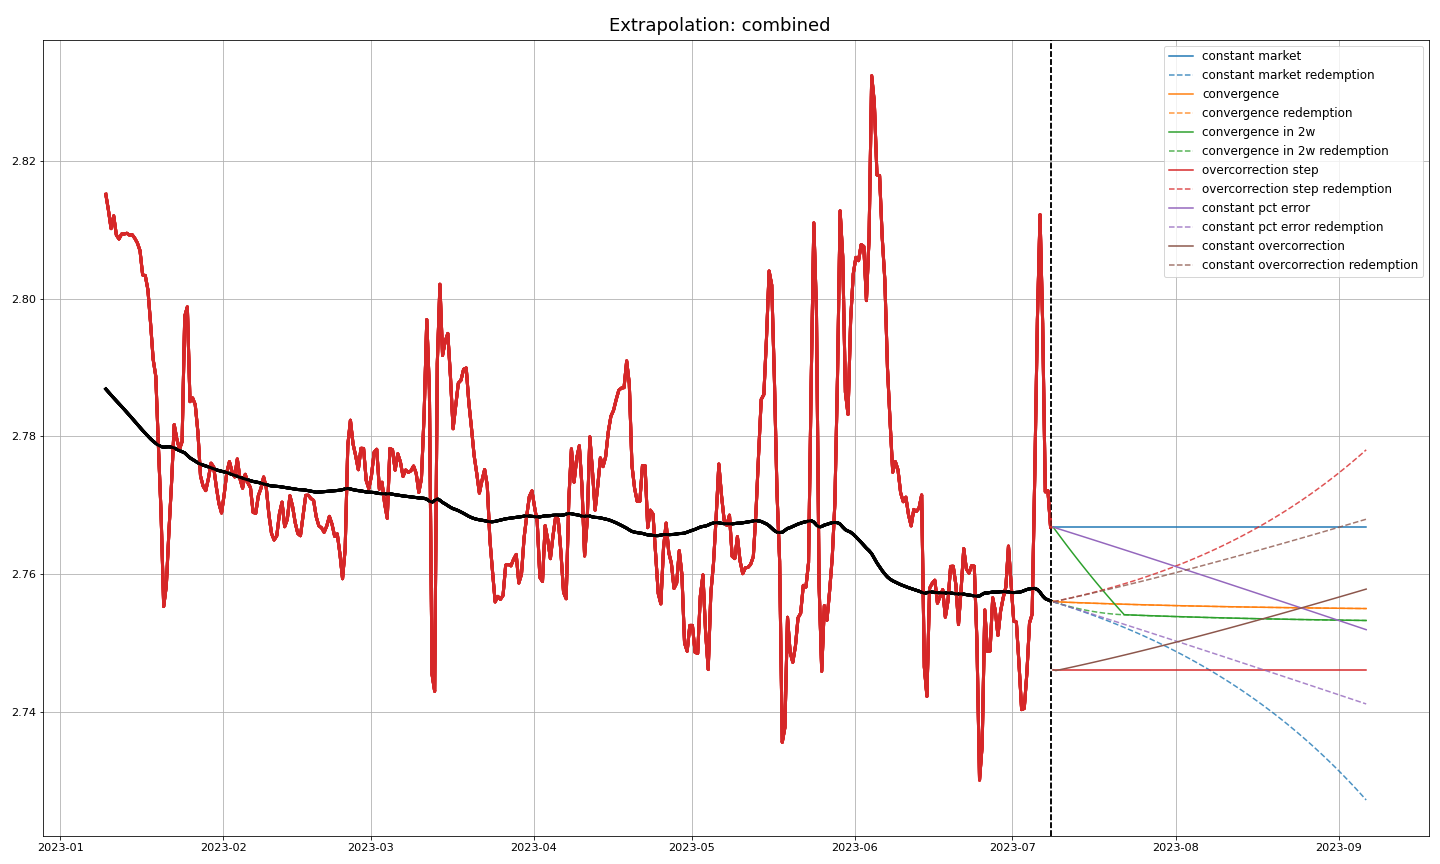 Extrapolation: combined
constant market
constant market redemption
convergence
convergence redemption
convergence in 2w
convergence in 2w redemption
overcorrection step
overcorrection step redemption
constant pct error
constant pct error redemption
constant overcorrection
constant overcorrection redemption
2.82
2.80
2.78
2.76
2.74
2023-01 2023-02 2023-03 2023-04 2023-05 2023-06 2023-07 2023-08 2023-09